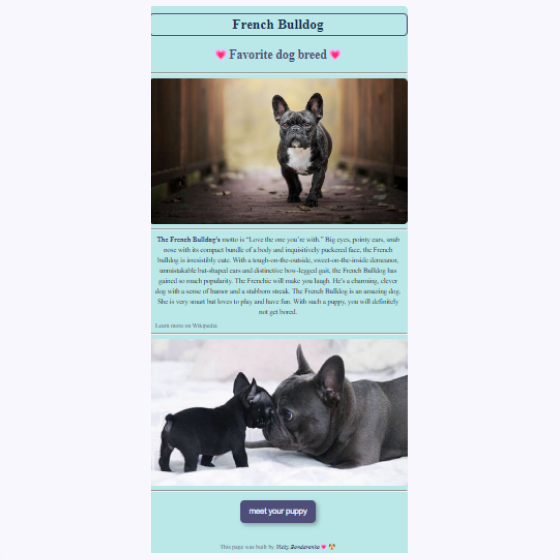 French Bulldog
💗 Favorite dog breed 💗
The French Bulldog's motto is “Love the one you're with.” Big eyes, pointy ears, snub
nose with its compact bundle of a body and inquisitively puckered face, the French
bulldog is irresistibly cute. With a tough-on-the-outside, sweet-on-the-inside demeanor,
unmistakable bat-shaped ears and distinctive bow-legged gait, the French Bulldog has
gained so much popularity. The Frenchie will make you laugh. He's a charming, clever
dog with a sense of humor and a stubborn streak. The French Bulldog is an amazing dog.
She is very smart but loves to play and have fun. With such a puppy, you will definitely
not get bored.
Learn more on Wikipedia
meet your puppy
This page was built by